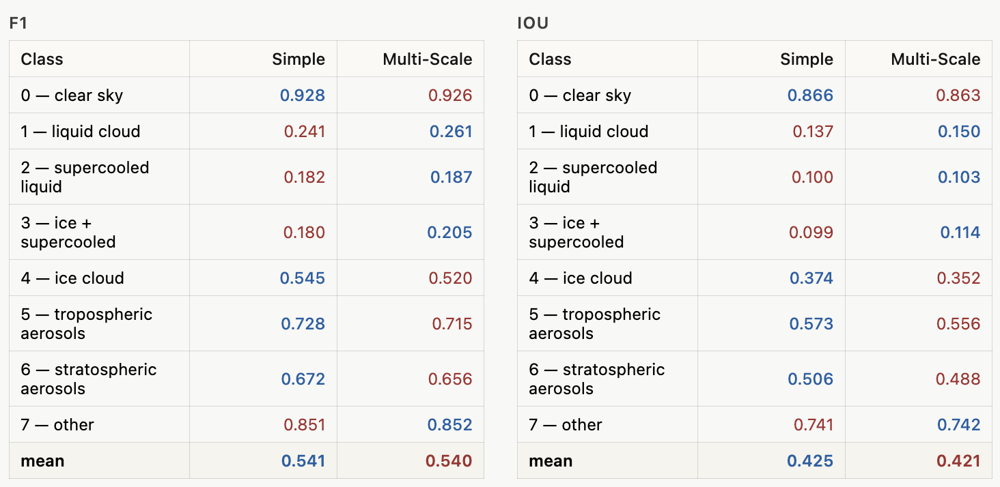 F1
Class Simple Multi-Scale
0 — clear sky 0.928 0.926
1 — liquid cloud 0.241 0.261
2 — supercooled
liquid 0.182 0.187
3 — ice +
supercooled 0.180 0.205
4 — ice cloud 0.545 0.520
5 — tropospheric
aerosols 0.728 0.715
6 — stratospheric
aerosols 0.672 0.656
7 — other 0.851 0.852
mean 0.541 0.540
IOU
Class Simple Multi-Scale
0 — clear sky 0.866 0.863
1 — liquid cloud 0.137 0.150
2 — supercooled
liquid 0.100 0.103
3 — ice +
supercooled 0.099 0.114
4 — ice cloud 0.374 0.352
5 — tropospheric
aerosols 0.573 0.556
6 — stratospheric
aerosols 0.506 0.488
7 — other 0.741 0.742
mean 0.425 0.421